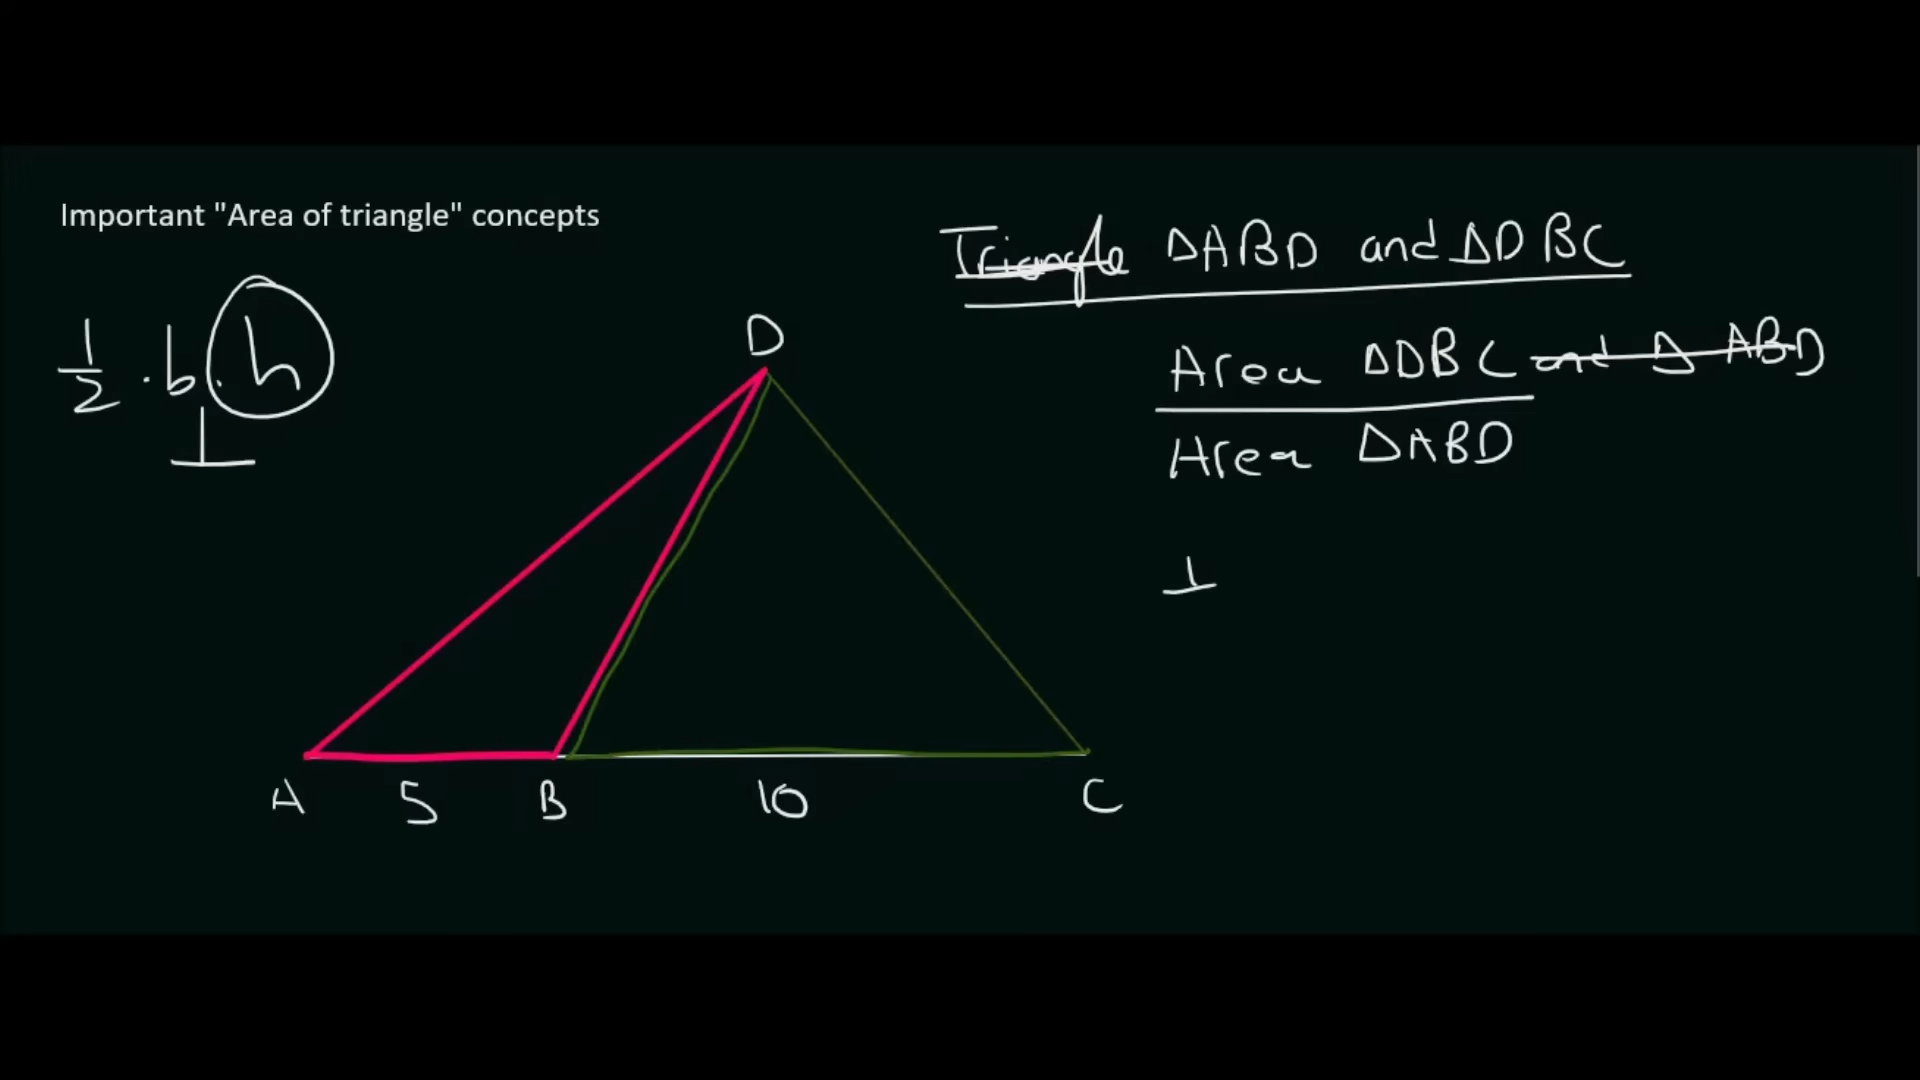 Important "Area of triangle" concepts
Triangle ΔABD and ΔDBC
1/2 . b . h
⊥
D
Area ΔDBC and Δ ABD
Area ΔABD
1
A 5 B 10 C